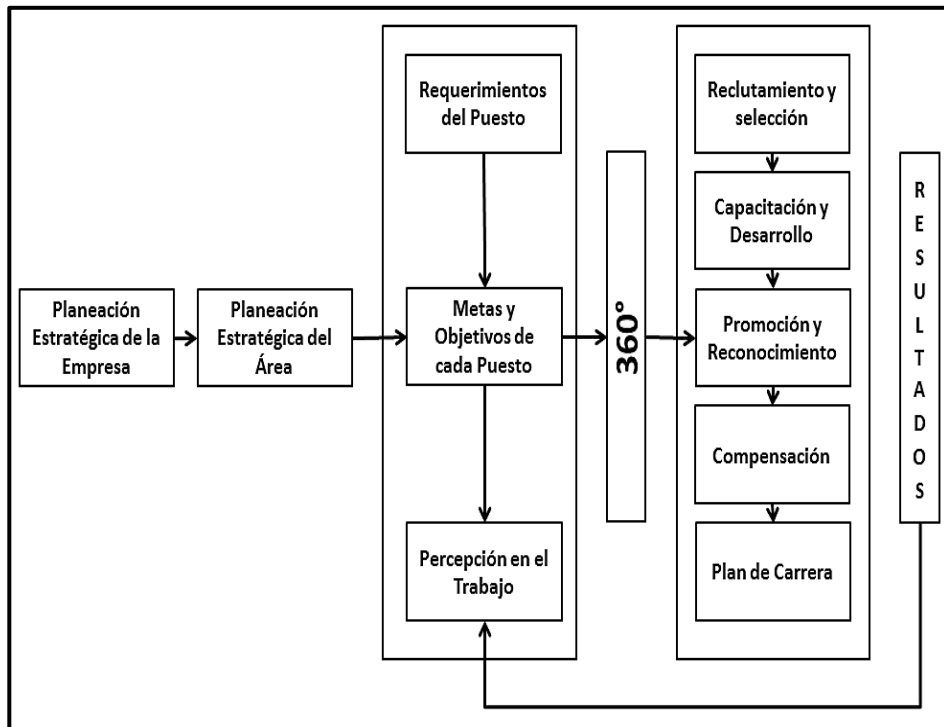 Planeación
Estratégica de la
Empresa
Planeación
Estratégica del
Área
Requerimientos
del Puesto
Metas y
Objetivos de
cada Puesto
Percepción en el
Trabajo
360°
Reclutamiento y
selección
Capacitación y
Desarrollo
Promoción y
Reconocimiento
Compensación
Plan de Carrera
RESULTADOS